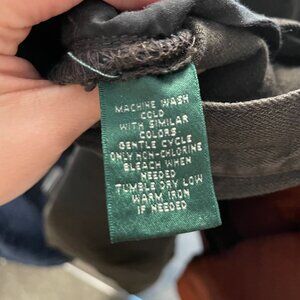 MACHINE WASH
COLD
WITH SIMILAR
COLORS.
GENTLE CYCLE
ONLY NON-CHLORINE
BLEACH WHEN
NEEDED
TUMBLE DRY LOW
WARM IRON
IF NEEDED